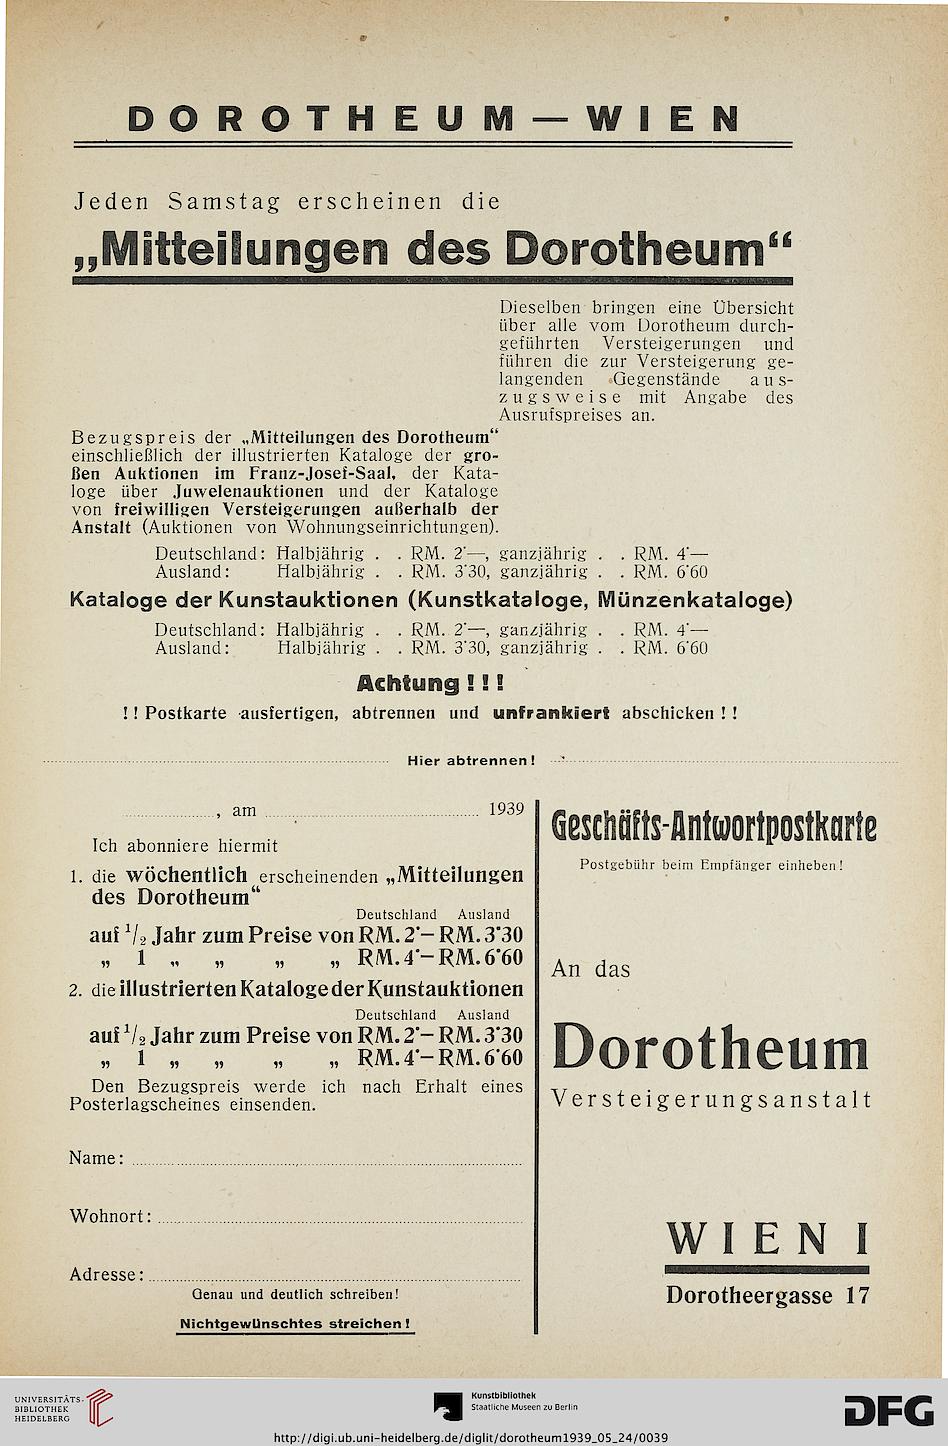 DOROTHEUM — WIEN
Jeden Samstag erscheinen die
„Mitteilungen des Dorotheum“
Dieselben bringen eine Übersicht
über alle vom Dorotheum durch-
geführten Versteigerungen und
führen die zur Versteigerung ge-
langenden Gegenstände aus-
zugsweise mit Angabe des
Ausrufspreises an.
Bezugspreis der „Mitteilungen des Dorotheum“
einschließlich der illustrierten Kataloge der gro-
ßen Auktionen im Franz-Josef-Saal, der Kata-
loge über Juwelenauktionen und der Kataloge
von freiwilligen Versteigerungen außerhalb der
Anstalt (Auktionen von Wohnungseinrichtungen).
Deutschland: Halbjährig . . RM. 2·—, ganzjährig . . RM. 4·—
Ausland: Halbjährig . . RM. 3·30, ganzjährig . . RM. 6·60
Kataloge der Kunstauktionen (Kunstkataloge, Münzenkataloge)
Deutschland: Halbjährig . . RM. 2·—, ganzjährig . . RM. 4·—
Ausland: Halbjährig . . RM. 3·30, ganzjährig . . RM. 6·60
Achtung!!!
!! Postkarte ausfertigen, abtrennen und unfrankiert abschicken!!
Hier abtrennen!
, am 1939
Ich abonniere hiermit
1. die wöchentlich erscheinenden „Mitteilungen
des Dorotheum“
Deutschland Ausland
auf 1/2 Jahr zum Preise von RM. 2·— RM. 3·30
„ 1 „ „ „ „ RM. 4·— RM. 6·60
2. die illustrierten Kataloge der Kunstauktionen
Deutschland Ausland
auf 1/2 Jahr zum Preise von RM. 2·— RM. 3·30
„ 1 „ „ „ „ RM. 4·— RM. 6·60
Den Bezugspreis werde ich nach Erhalt eines
Posterlagscheines einsenden.
Name:
Wohnort:
Adresse:
Genau und deutlich schreiben!
Nichtgewünschtes streichen!
Geschäfts-Antwortpostkarte
Postgebühr beim Empfänger einheben!
An das
Dorotheum
Versteigerungsanstalt
WIEN I
Dorotheergasse 17
UNIVERSITÄTS-
BIBLIOTHEK
HEIDELBERG
Kunstbibliothek
Staatliche Museen zu Berlin
DFG
http://digi.ub.uni-heidelberg.de/diglit/dorotheum1939_05_24/0039